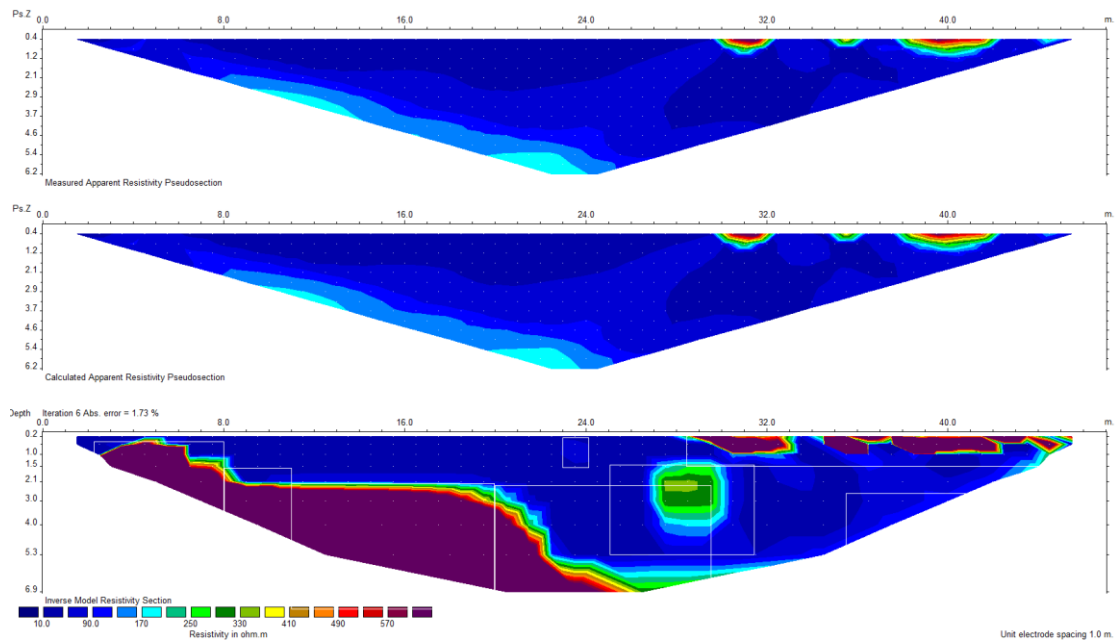 Ps.Z 0.0 8.0 16.0 24.0 32.0 40.0 m.
0.4
1.2
2.1
2.9
3.7
4.6
5.4
6.2
Measured Apparent Resistivity Pseudosection
Ps.Z 0.0 8.0 16.0 24.0 32.0 40.0 m.
0.4
1.2
2.1
2.9
3.7
4.6
5.4
6.2
Calculated Apparent Resistivity Pseudosection
Depth Iteration 6 Abs. error = 1.73 %
0.0 8.0 16.0 24.0 32.0 40.0 m.
0.2
1.0
1.5
2.1
3.0
4.0
5.3
6.9
Inverse Model Resistivity Section
10.0 90.0 170 250 330 410 490 570
Resistivity in ohm.m
Unit electrode spacing 1.0 m.